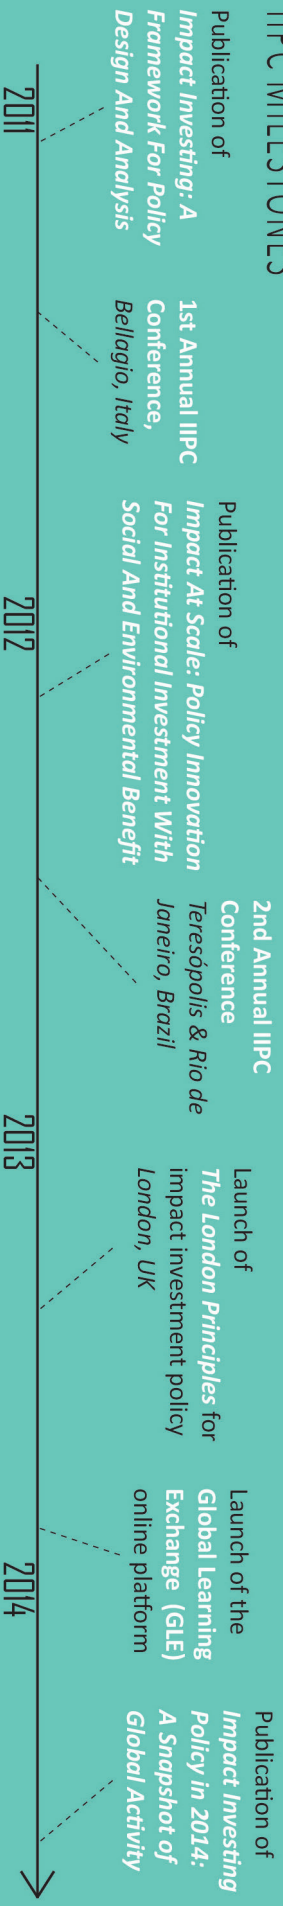 IIPC MILESTONES
Publication of
Impact Investing: A
Framework For Policy
Design And Analysis
1st Annual IIPC
Conference,
Bellagio, Italy
Publication of
Impact At Scale: Policy Innovation
For Institutional Investment With
Social And Environmental Benefit
2nd Annual IIPC
Conference
Teresópolis & Rio de
Janeiro, Brazil
Launch of
The London Principles for
impact investment policy
London, UK
Launch of the
Global Learning
Exchange (GLE)
online platform
Publication of
Impact Investing
Policy in 2014:
A Snapshot of
Global Activity
2011
2012
2013
2014